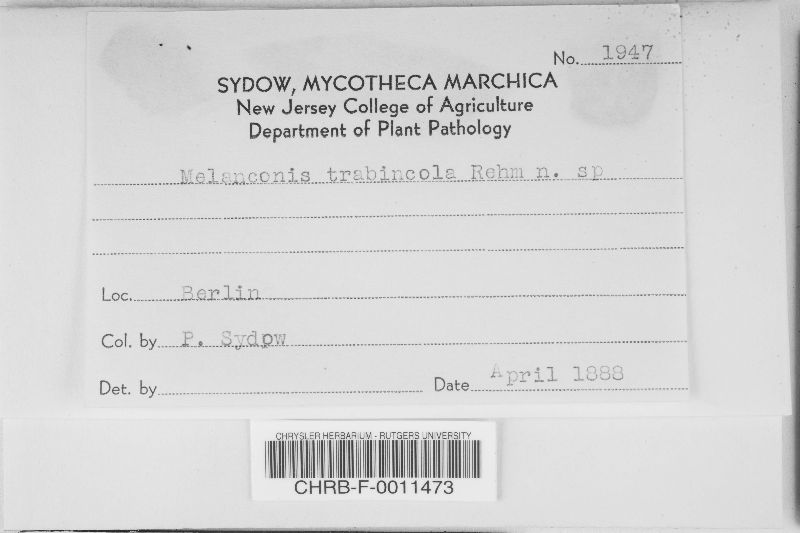 No. 1947
SYDOW, MYCOTHECA MARCHICA
New Jersey College of Agriculture
Department of Plant Pathology
Melanconis trabincola Rehm n. sp
Loc. Berlin
Col. by P. Sydow
Det. by
Date April 1888
CHRYSLER HERBARIUM - RUTGERS UNIVERSITY
CHRB-F-0011473